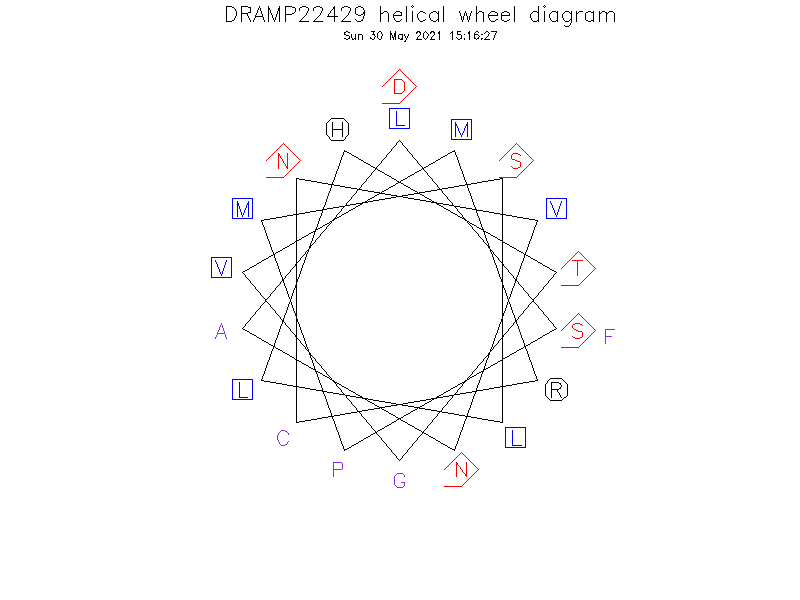 DRAMP22429 helical wheel diagram
Sun 30 May 2021 15:16:27
D
L
H
M
N
S
M
V
V
T
A
S F
L
R
C
L
P
N
G